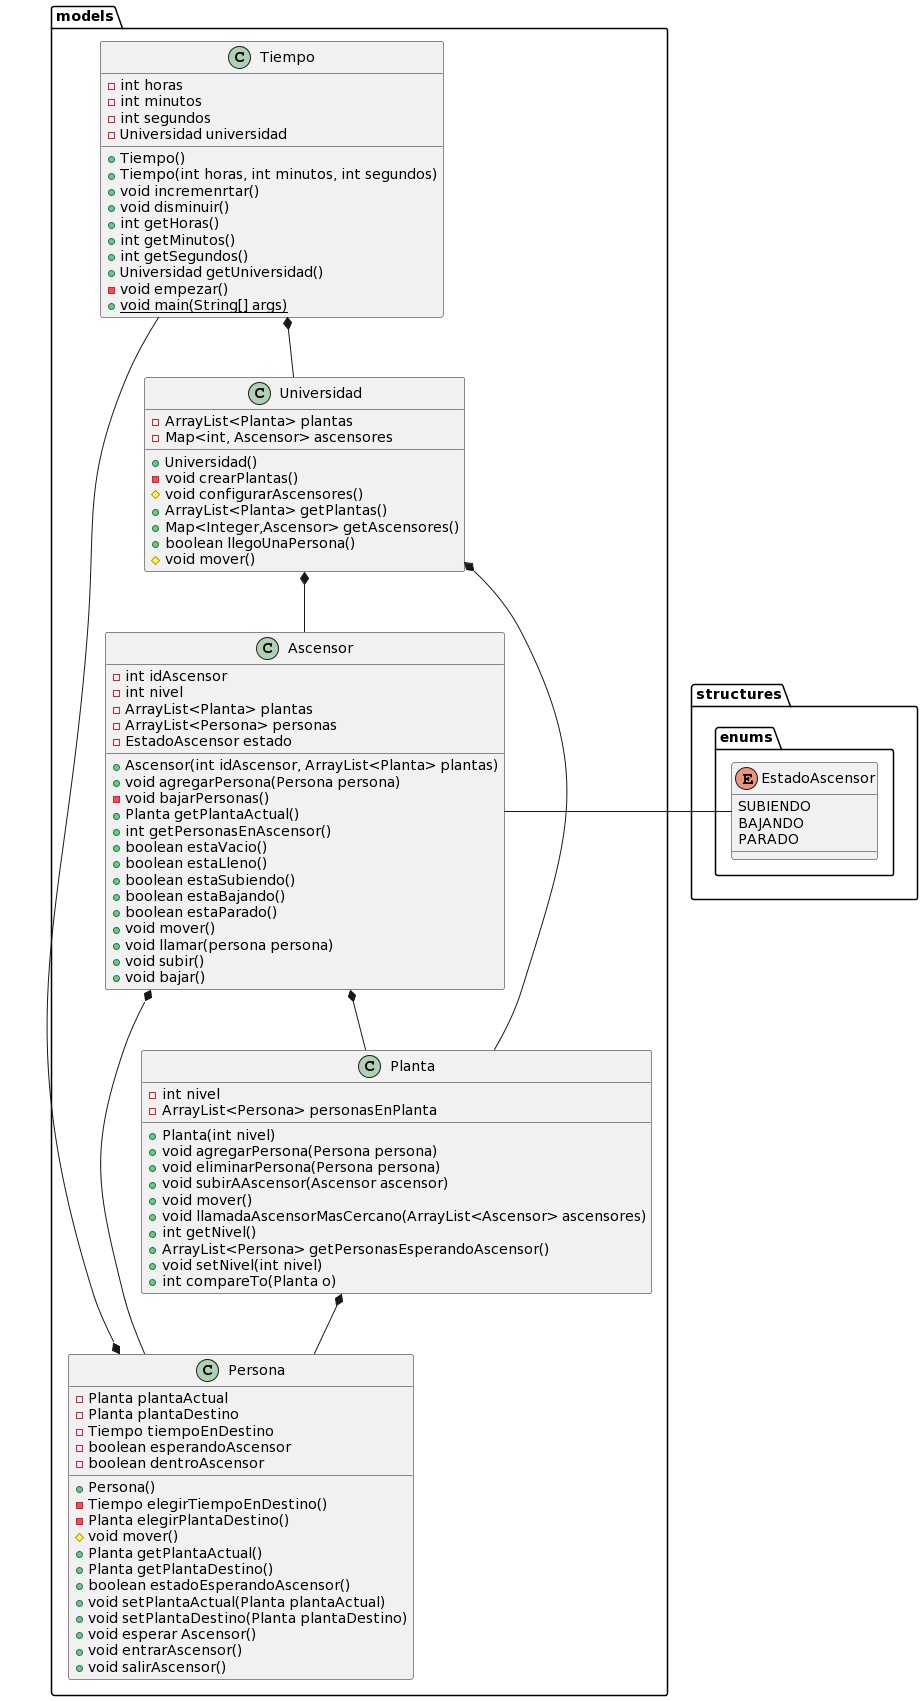 models
C Tiempo
int horas
int minutos
int segundos
Universidad universidad
Tiempo()
Tiempo(int horas, int minutos, int segundos)
void incremenrtar()
void disminuir()
int getHoras()
int getMinutos()
int getSegundos()
Universidad getUniversidad()
void empezar()
void main(String[] args)
C Universidad
ArrayList<Planta> plantas
Map<int, Ascensor> ascensores
Universidad()
void crearPlantas()
void configurarAscensores()
ArrayList<Planta> getPlantas()
Map<Integer,Ascensor> getAscensores()
boolean llegoUnaPersona()
void mover()
C Ascensor
int idAscensor
int nivel
ArrayList<Planta> plantas
ArrayList<Persona> personas
EstadoAscensor estado
Ascensor(int idAscensor, ArrayList<Planta> plantas)
void agregarPersona(Persona persona)
void bajarPersonas()
Planta getPlantaActual()
int getPersonasEnAscensor()
boolean estaVacio()
boolean estaLleno()
boolean estaSubiendo()
boolean estaBajando()
boolean estaParado()
void mover()
void llamar(persona persona)
void subir()
void bajar()
structures
enums
E EstadoAscensor
SUBIENDO
BAJANDO
PARADO
C Planta
int nivel
ArrayList<Persona> personasEnPlanta
Planta(int nivel)
void agregarPersona(Persona persona)
void eliminarPersona(Persona persona)
void subirAAscensor(Ascensor ascensor)
void mover()
void llamadaAscensorMasCercano(ArrayList<Ascensor> ascensores)
int getNivel()
ArrayList<Persona> getPersonasEsperandoAscensor()
void setNivel(int nivel)
int compareTo(Planta o)
C Persona
Planta plantaActual
Planta plantaDestino
Tiempo tiempoEnDestino
boolean esperandoAscensor
boolean dentroAscensor
Persona()
Tiempo elegirTiempoEnDestino()
Planta elegirPlantaDestino()
void mover()
Planta getPlantaActual()
Planta getPlantaDestino()
boolean estadoEsperandoAscensor()
void setPlantaActual(Planta plantaActual)
void setPlantaDestino(Planta plantaDestino)
void esperar Ascensor()
void entrarAscensor()
void salirAscensor()